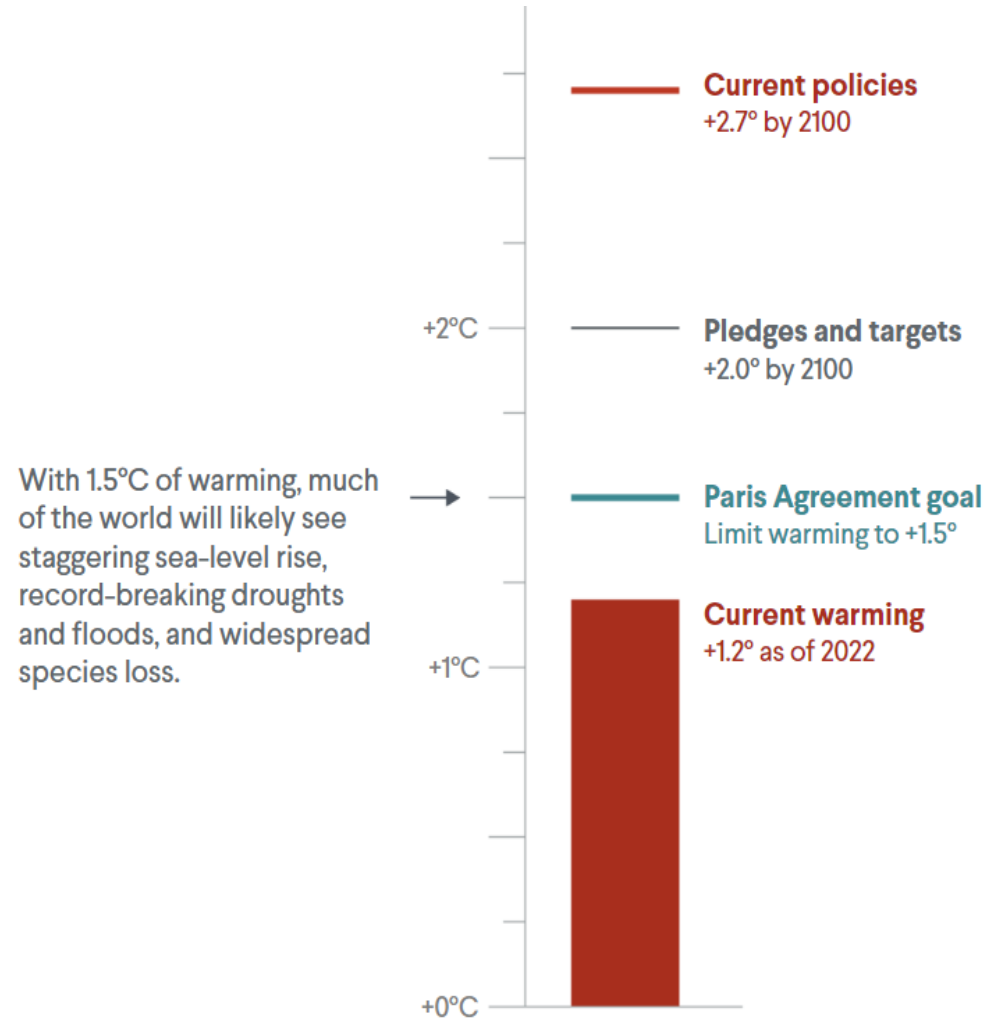 Current policies
+2.7° by 2100
+2°C
Pledges and targets
+2.0° by 2100
With 1.5°C of warming, much
of the world will likely see
staggering sea-level rise,
record-breaking droughts
and floods, and widespread
species loss.
Paris Agreement goal
Limit warming to +1.5°
Current warming
+1.2° as of 2022
+1°C
+0°C